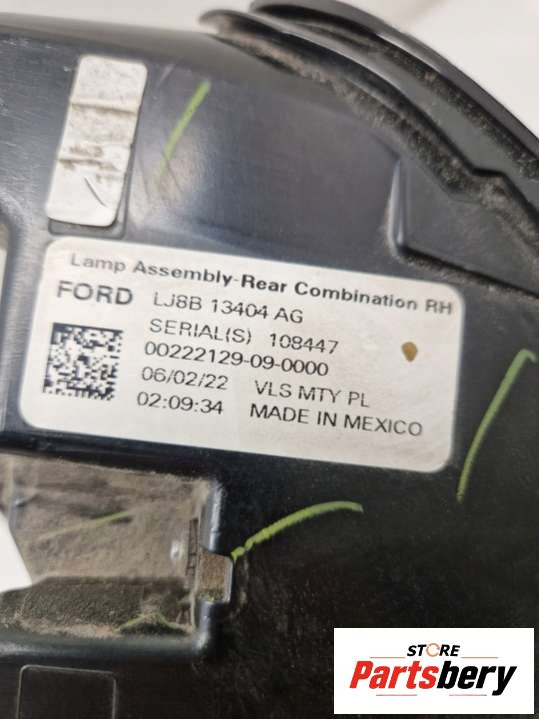 Lamp Assembly-Rear Combination RH
FORD LJ8B 13404 AG
SERIAL(S) 108447
00222129-09-0000
06/02/22 VLS MTY PL
02:09:34 MADE IN MEXICO
STORE
Partsbery